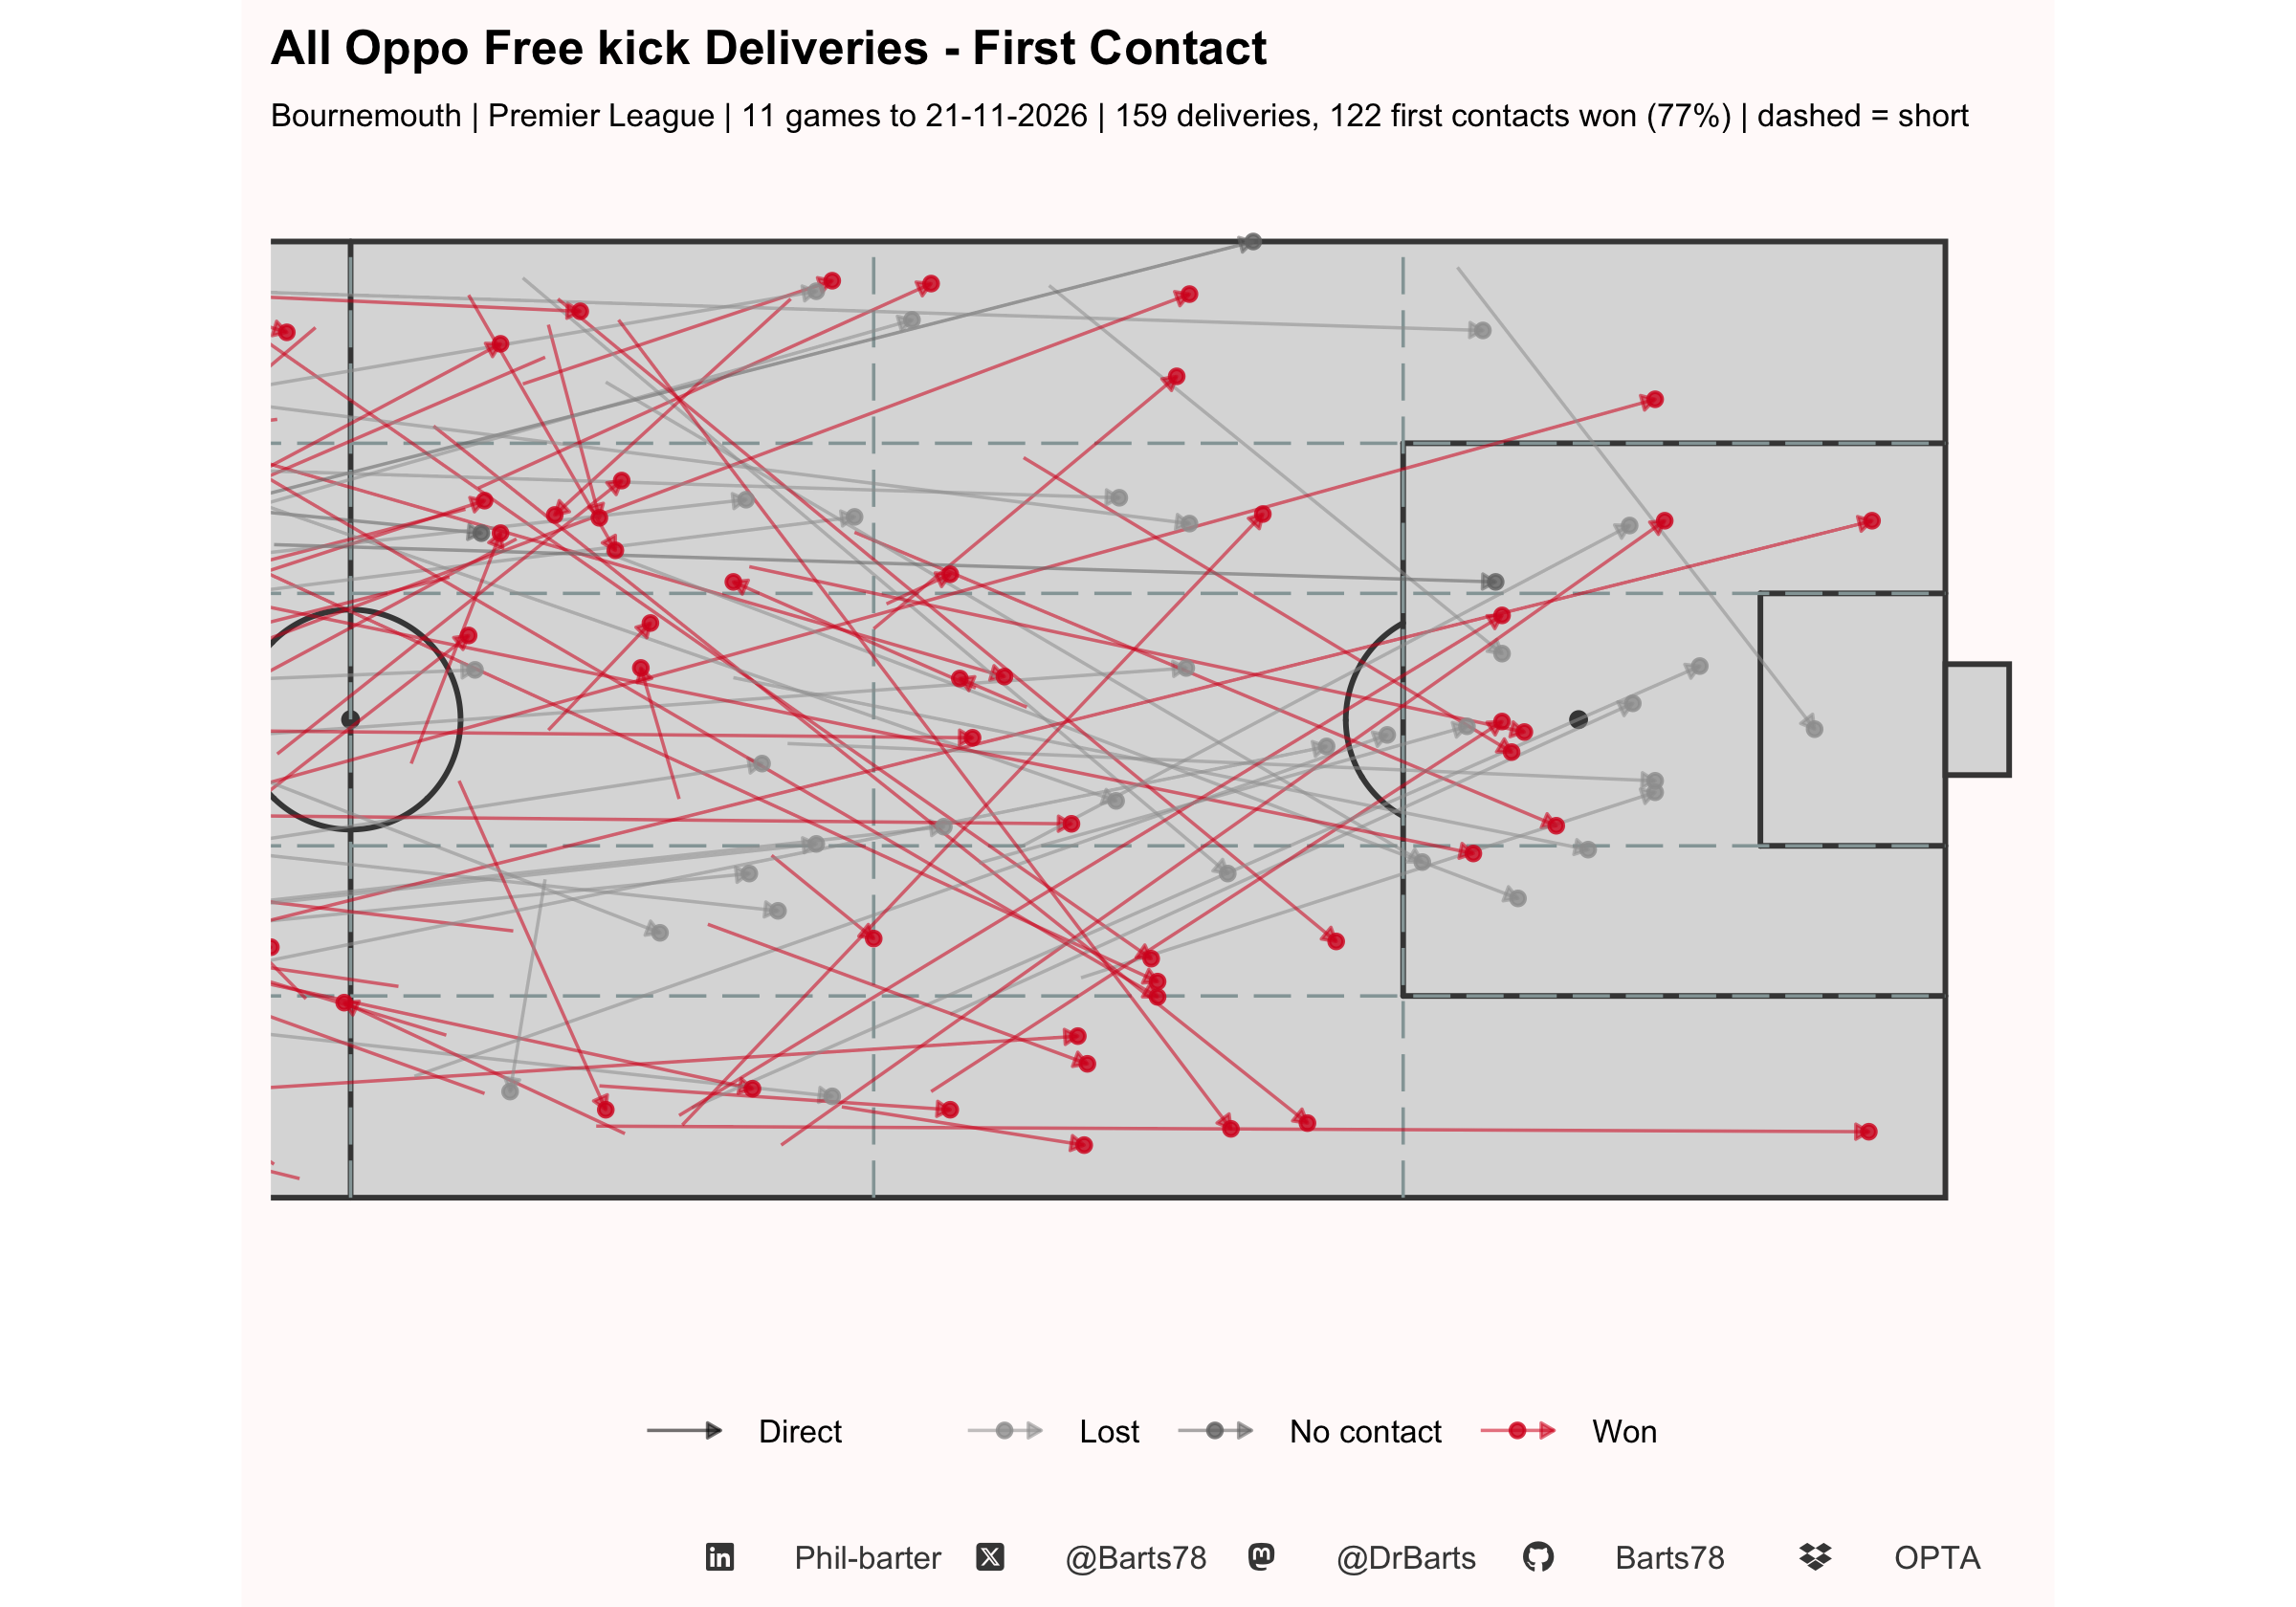 All Oppo Free kick Deliveries - First Contact
Bournemouth | Premier League | 11 games to 21-11-2026 | 159 deliveries, 122 first contacts won (77%) | dashed = short
Direct Lost No contact Won
Phil-barter @Barts78 @DrBarts Barts78 OPTA